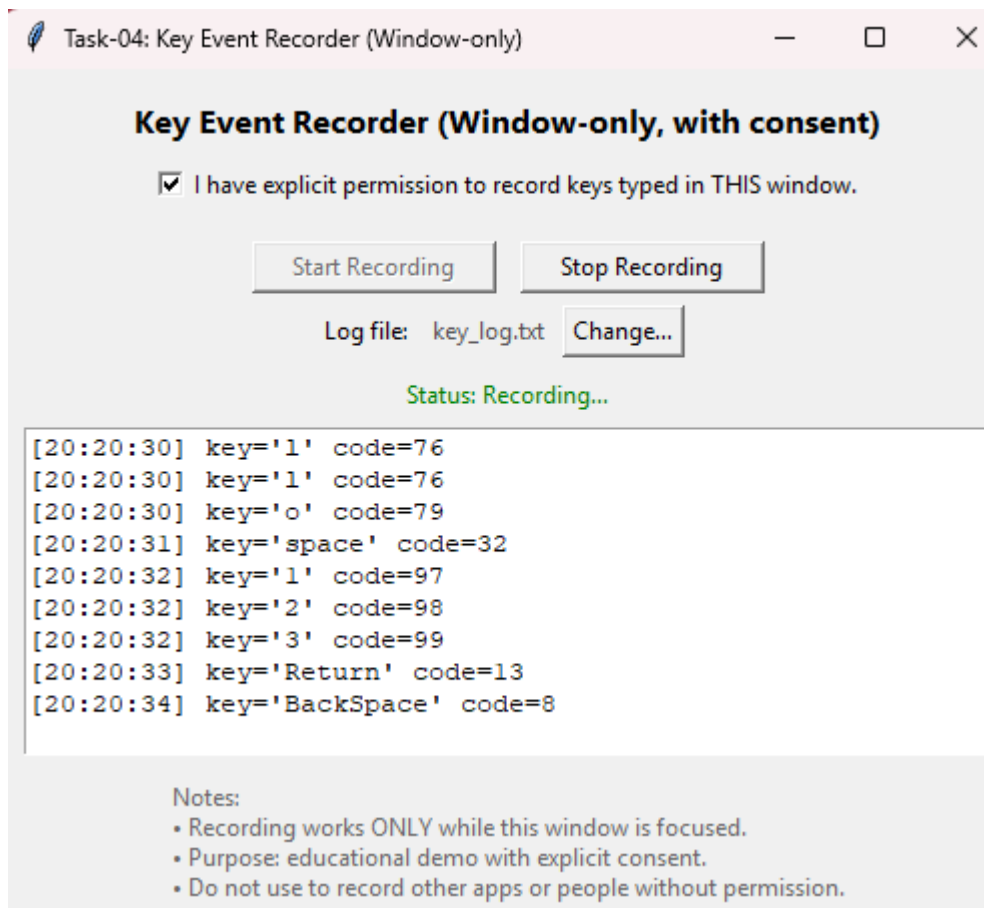 Task-04: Key Event Recorder (Window-only)
Key Event Recorder (Window-only, with consent)
I have explicit permission to record keys typed in THIS window.
Start Recording Stop Recording
Log file: key_log.txt Change...
Status: Recording...
[20:20:30] key='l' code=76
[20:20:30] key='l' code=76
[20:20:30] key='o' code=79
[20:20:31] key='space' code=32
[20:20:32] key='1' code=97
[20:20:32] key='2' code=98
[20:20:32] key='3' code=99
[20:20:33] key='Return' code=13
[20:20:34] key='BackSpace' code=8
Notes:
• Recording works ONLY while this window is focused.
• Purpose: educational demo with explicit consent.
• Do not use to record other apps or people without permission.